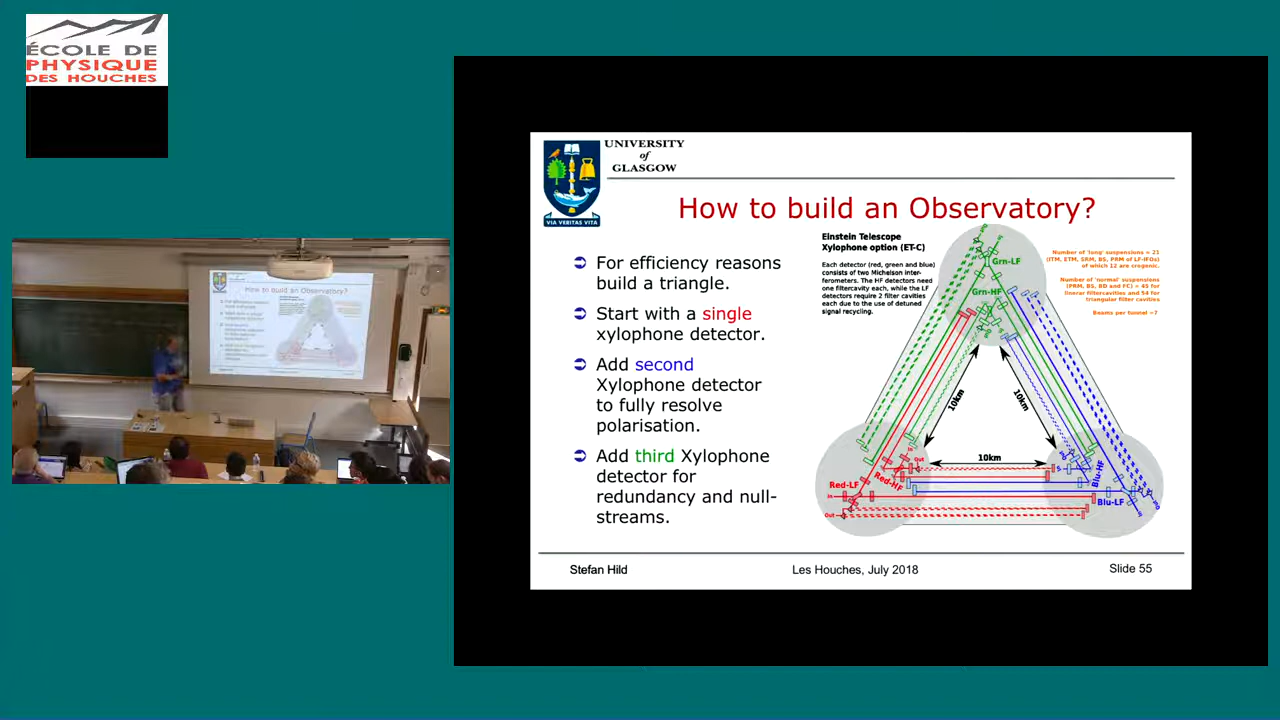 ÉCOLE DE
PHYSIQUE
DES HOUCHES
UNIVERSITY
of
GLASGOW
VIA VERITAS VITA
How to build an Observatory?
For efficiency reasons
build a triangle.
Start with a single
xylophone detector.
Add second
Xylophone detector
to fully resolve
polarisation.
Add third Xylophone
detector for
redundancy and null-
streams.
Einstein Telescope
Xylophone option (ET-C)
Each detector (red, green and blue)
consists of two Michelson inter-
ferometers. The HF detectors need
one filtercavity each, while the LF
detectors require 2 filter cavities
each due to the use of detuned
signal recycling.
Number of 'long' suspensions = 21
(ITM, ETM, SRM, BS, PRM of LF-IFOs)
of which 12 are crogenic.
Number of 'normal' suspensions
(PRM, BS, BD and FC) = 45 for
linear filtercavities and 54 for
triangular filter cavities
Beams per tunnel =7
Grn-LF
Grn-HF
10km
10km
10km
Red-LF
Red-HF
Blu-HF
Blu-LF
In
Out
Out
Stefan Hild
Les Houches, July 2018
Slide 55